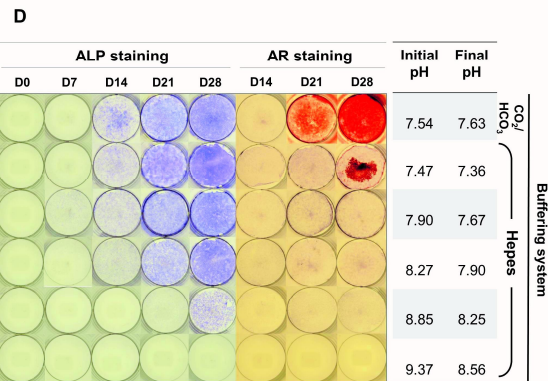 D
ALP staining AR staining Initial pH Final pH
D0 D7 D14 D21 D28 D14 D21 D28
7.54 7.63
7.47 7.36
7.90 7.67
8.27 7.90
8.85 8.25
9.37 8.56
CO₂/
HCO₃
Hepes
Buffering system